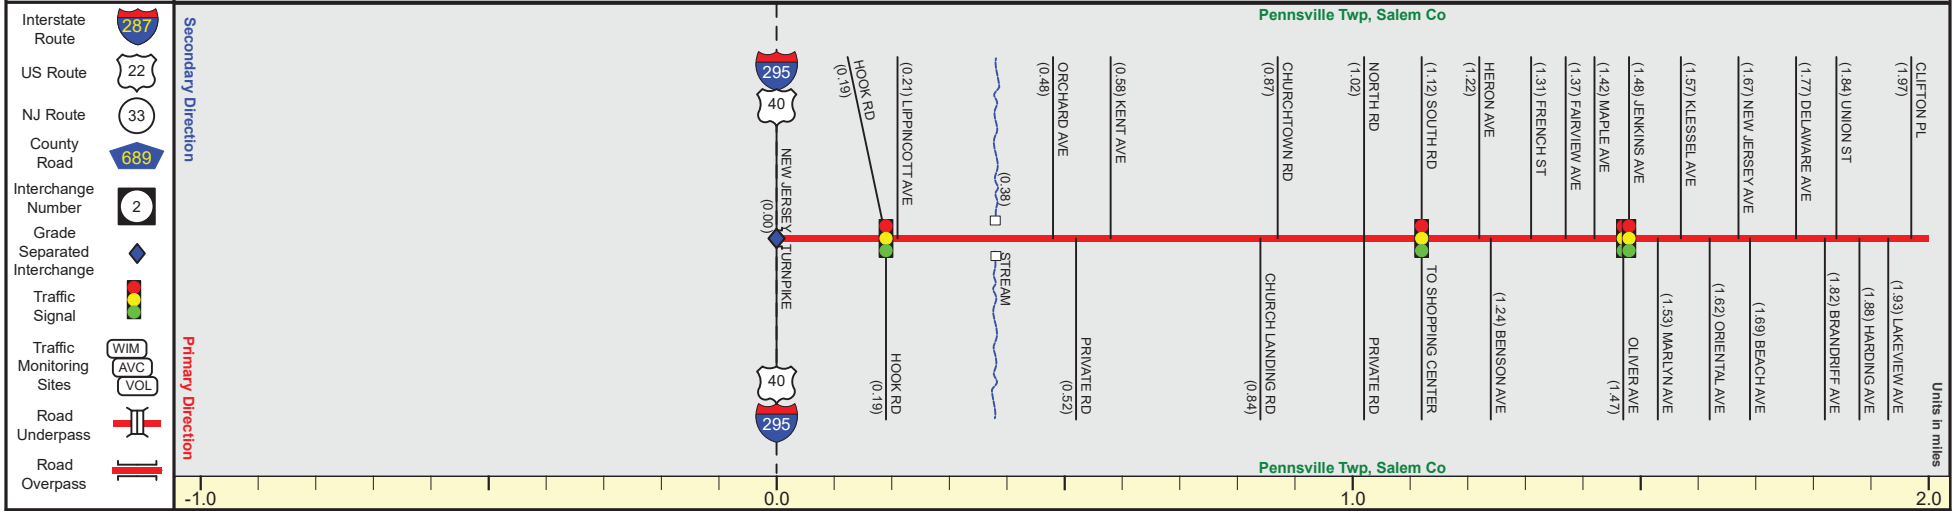 Interstate
Route
287
US Route
22
NJ Route
33
County
Road
689
Interchange
Number
2
Grade
Separated
Interchange
Traffic
Signal
Traffic
Monitoring
Sites
WIM
AVC
VOL
Road
Underpass
Road
Overpass
Secondary Direction
Primary Direction
Pennsville Twp, Salem Co
295
40
NEW JERSEY TURNPIKE
(0.00)
40
295
HOOK RD
(0.19)
(0.21) LIPPINCOTT AVE
(0.38)
STREAM
ORCHARD AVE
(0.48)
(0.58) KENT AVE
CHURCHTOWN RD
(0.87)
NORTH RD
(1.02)
(1.12) SOUTH RD
HERON AVE
(1.22)
(1.31) FRENCH ST
(1.37) FAIRVIEW AVE
(1.42) MAPLE AVE
(1.48) JENKINS AVE
(1.57) KLESSEL AVE
(1.67) NEW JERSEY AVE
(1.77) DELAWARE AVE
(1.84) UNION ST
CLIFTON PL
(1.97)
HOOK RD
(0.19)
PRIVATE RD
(0.52)
CHURCH LANDING RD
(0.84)
PRIVATE RD
TO SHOPPING CENTER
(1.24) BENSON AVE
OLIVER AVE
(1.47)
(1.53) MARLYN AVE
(1.62) ORIENTAL AVE
(1.69) BEACH AVE
(1.82) BRANDRIFF AVE
(1.88) HARDING AVE
(1.93) LAKEVIEW AVE
Units in miles
Pennsville Twp, Salem Co
-1.0
0.0
1.0
2.0